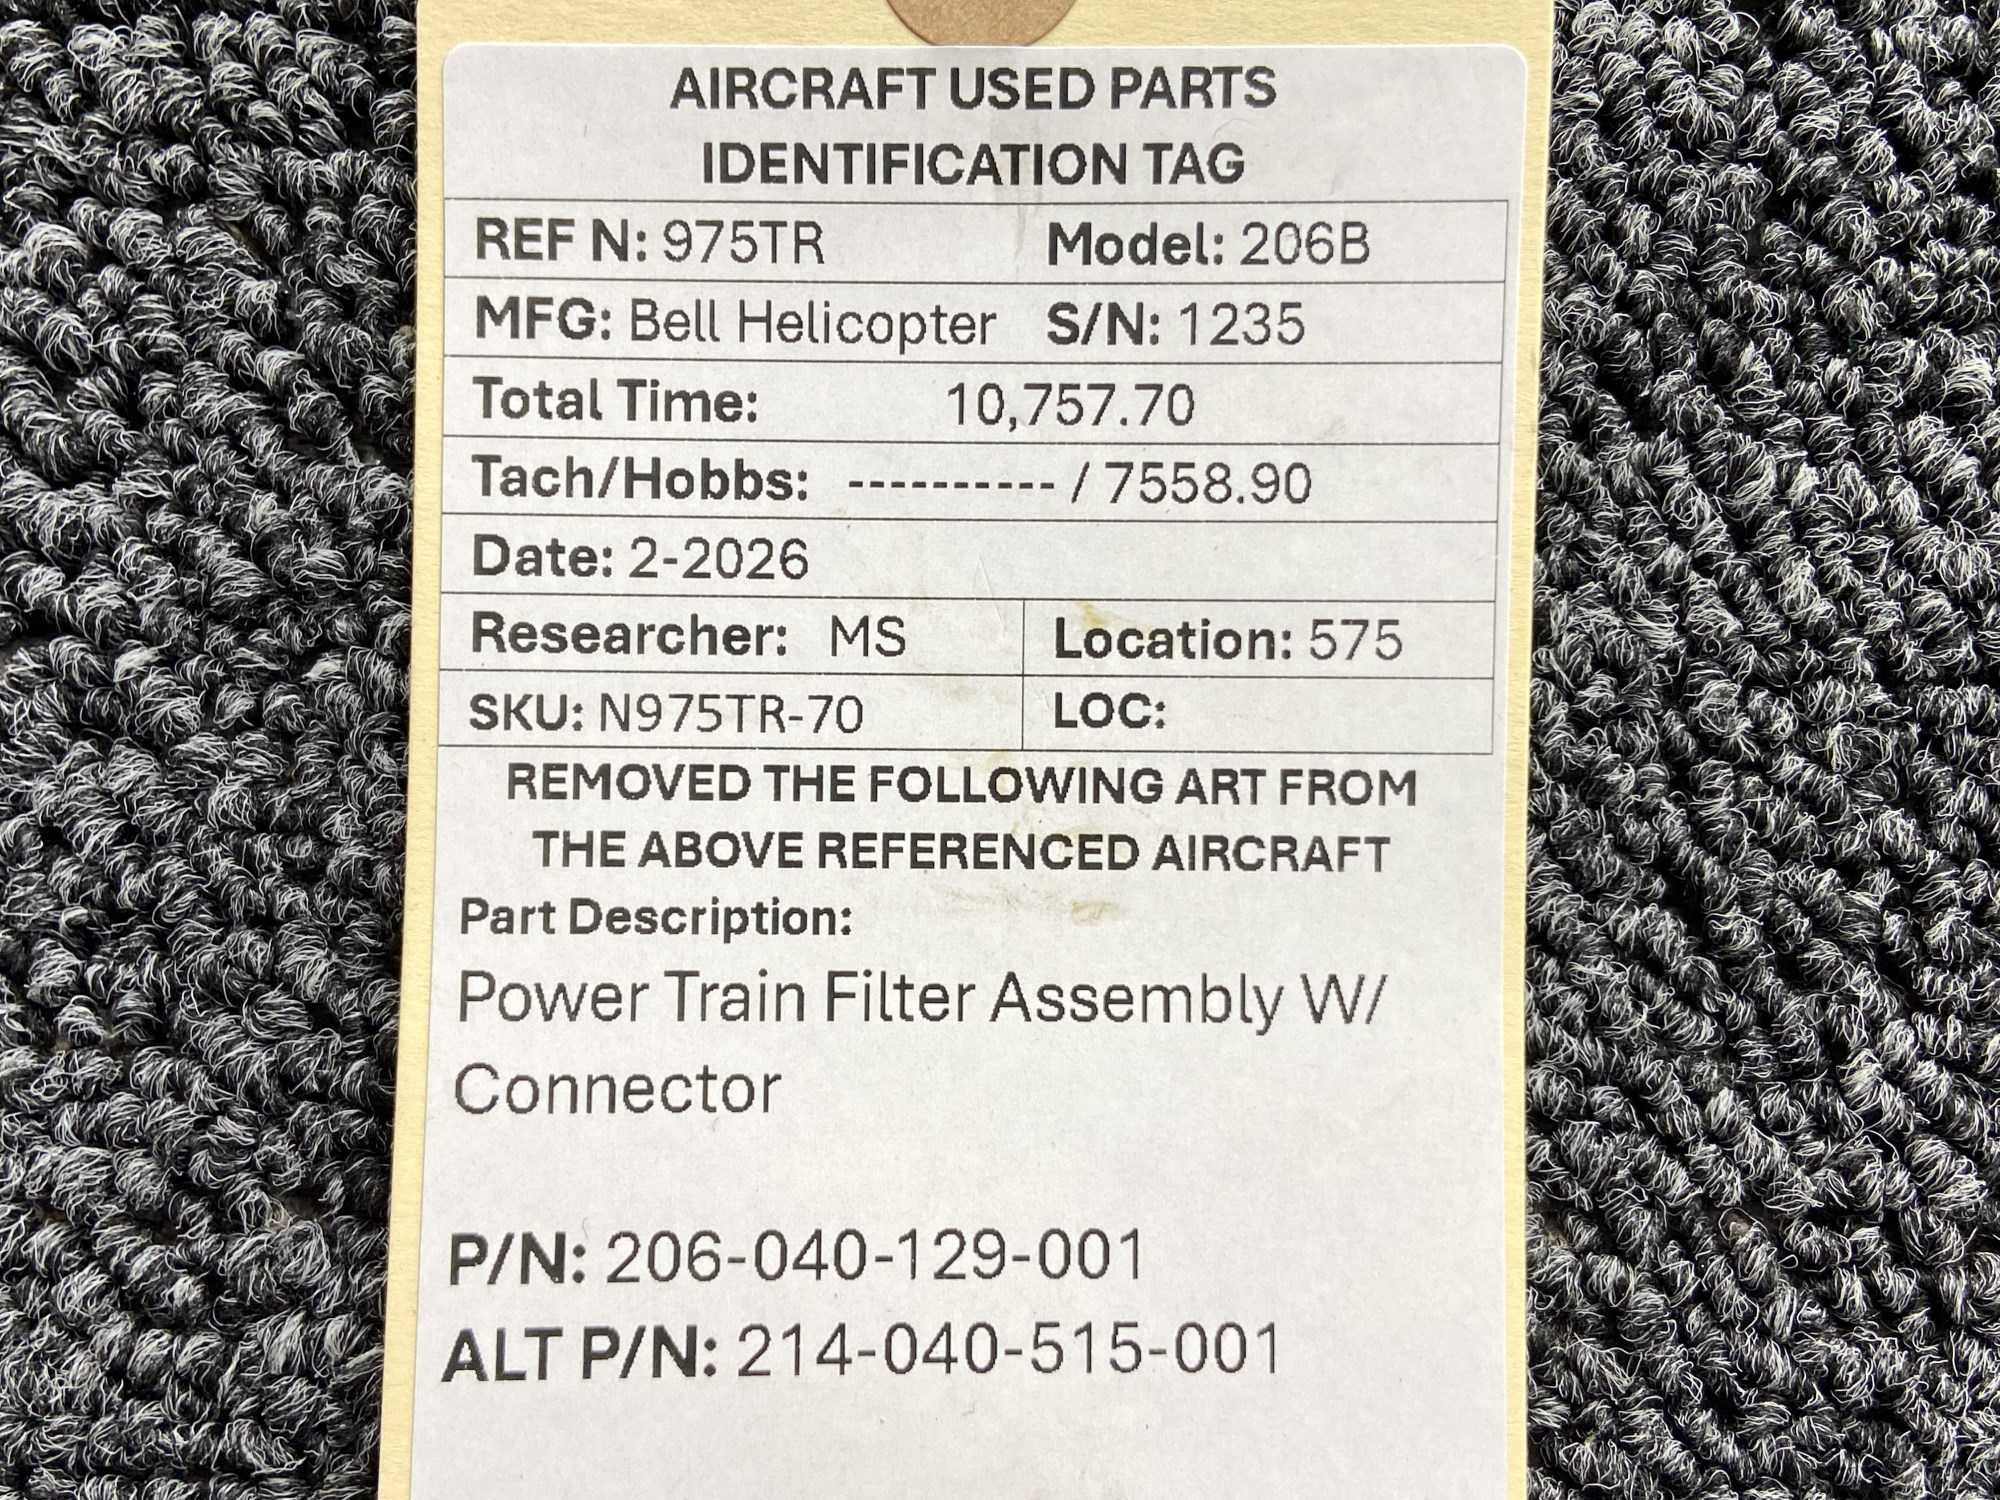 AIRCRAFT USED PARTS
IDENTIFICATION TAG
REF N: 975TR Model: 206B
MFG: Bell Helicopter S/N: 1235
Total Time: 10,757.70
Tach/Hobbs: ---------- / 7558.90
Date: 2-2026
Researcher: MS Location: 575
SKU: N975TR-70 LOC:
REMOVED THE FOLLOWING ART FROM
THE ABOVE REFERENCED AIRCRAFT
Part Description:
Power Train Filter Assembly W/
Connector
P/N: 206-040-129-001
ALT P/N: 214-040-515-001